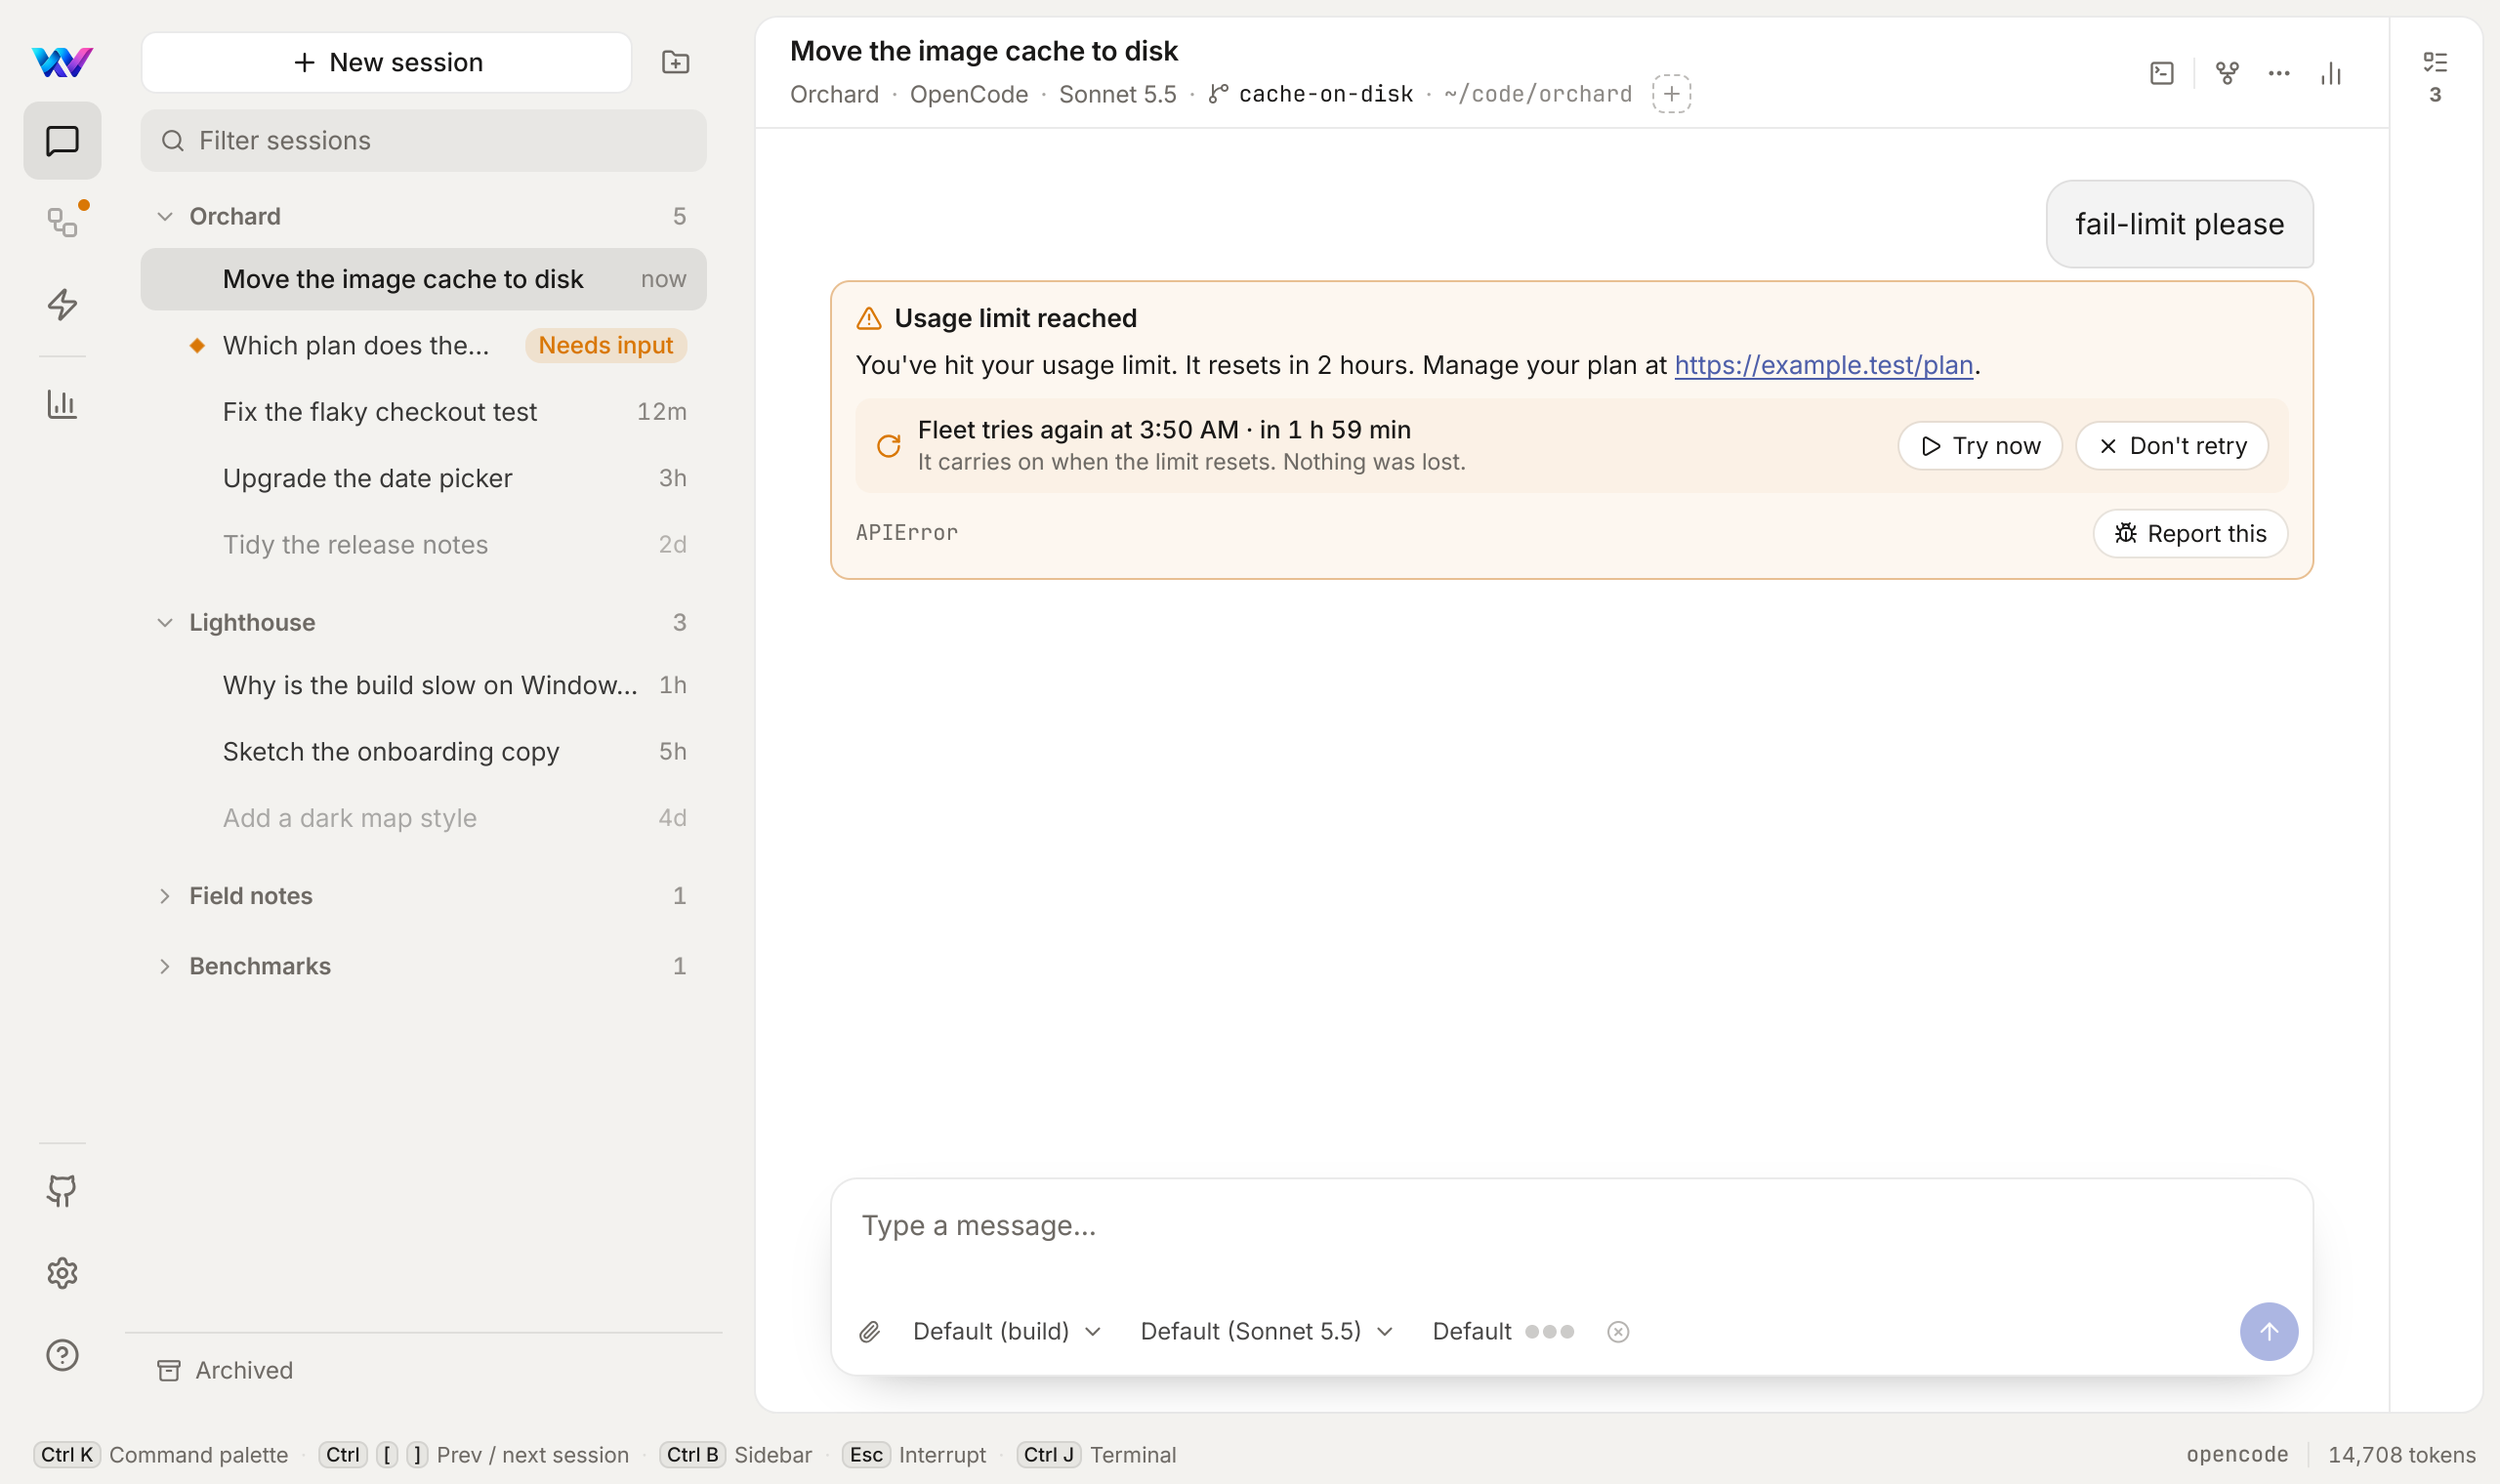 New session
Filter sessions
Orchard 5
Move the image cache to disk now
Which plan does the... Needs input
Fix the flaky checkout test 12m
Upgrade the date picker 3h
Tidy the release notes 2d
Lighthouse 3
Why is the build slow on Window... 1h
Sketch the onboarding copy 5h
Add a dark map style 4d
Field notes 1
Benchmarks 1
Archived
Move the image cache to disk
Orchard · OpenCode · Sonnet 5.5 · cache-on-disk · ~/code/orchard
3
fail-limit please
Usage limit reached
You've hit your usage limit. It resets in 2 hours. Manage your plan at https://example.test/plan.
Fleet tries again at 3:50 AM · in 1 h 59 min
It carries on when the limit resets. Nothing was lost.
Try now
Don't retry
APIError
Report this
Type a message...
Default (build) Default (Sonnet 5.5) Default
Ctrl K Command palette · Ctrl [ ] Prev / next session · Ctrl B Sidebar · Esc Interrupt · Ctrl J Terminal
opencode 14,708 tokens